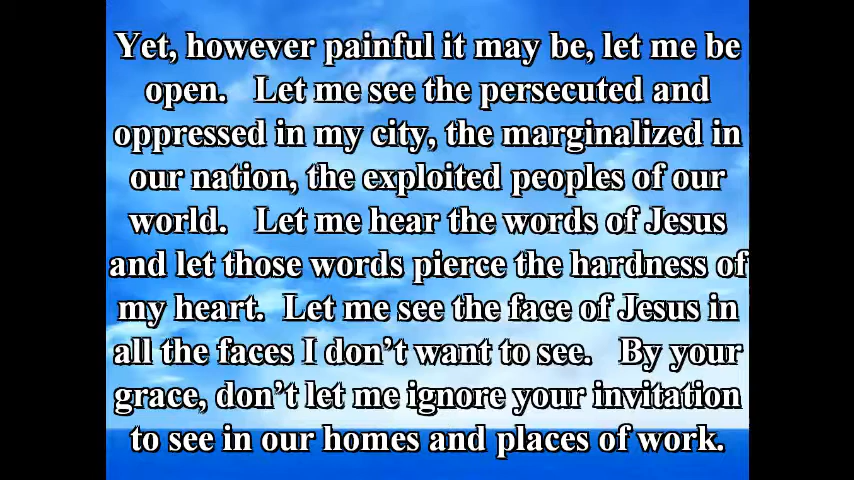 Yet, however painful it may be, let me be
open.   Let me see the persecuted and
oppressed in my city, the marginalized in
our nation, the exploited peoples of our
world.   Let me hear the words of Jesus
and let those words pierce the hardness of
my heart.  Let me see the face of Jesus in
all the faces I don’t want to see.   By your
grace, don’t let me ignore your invitation
to see in our homes and places of work.